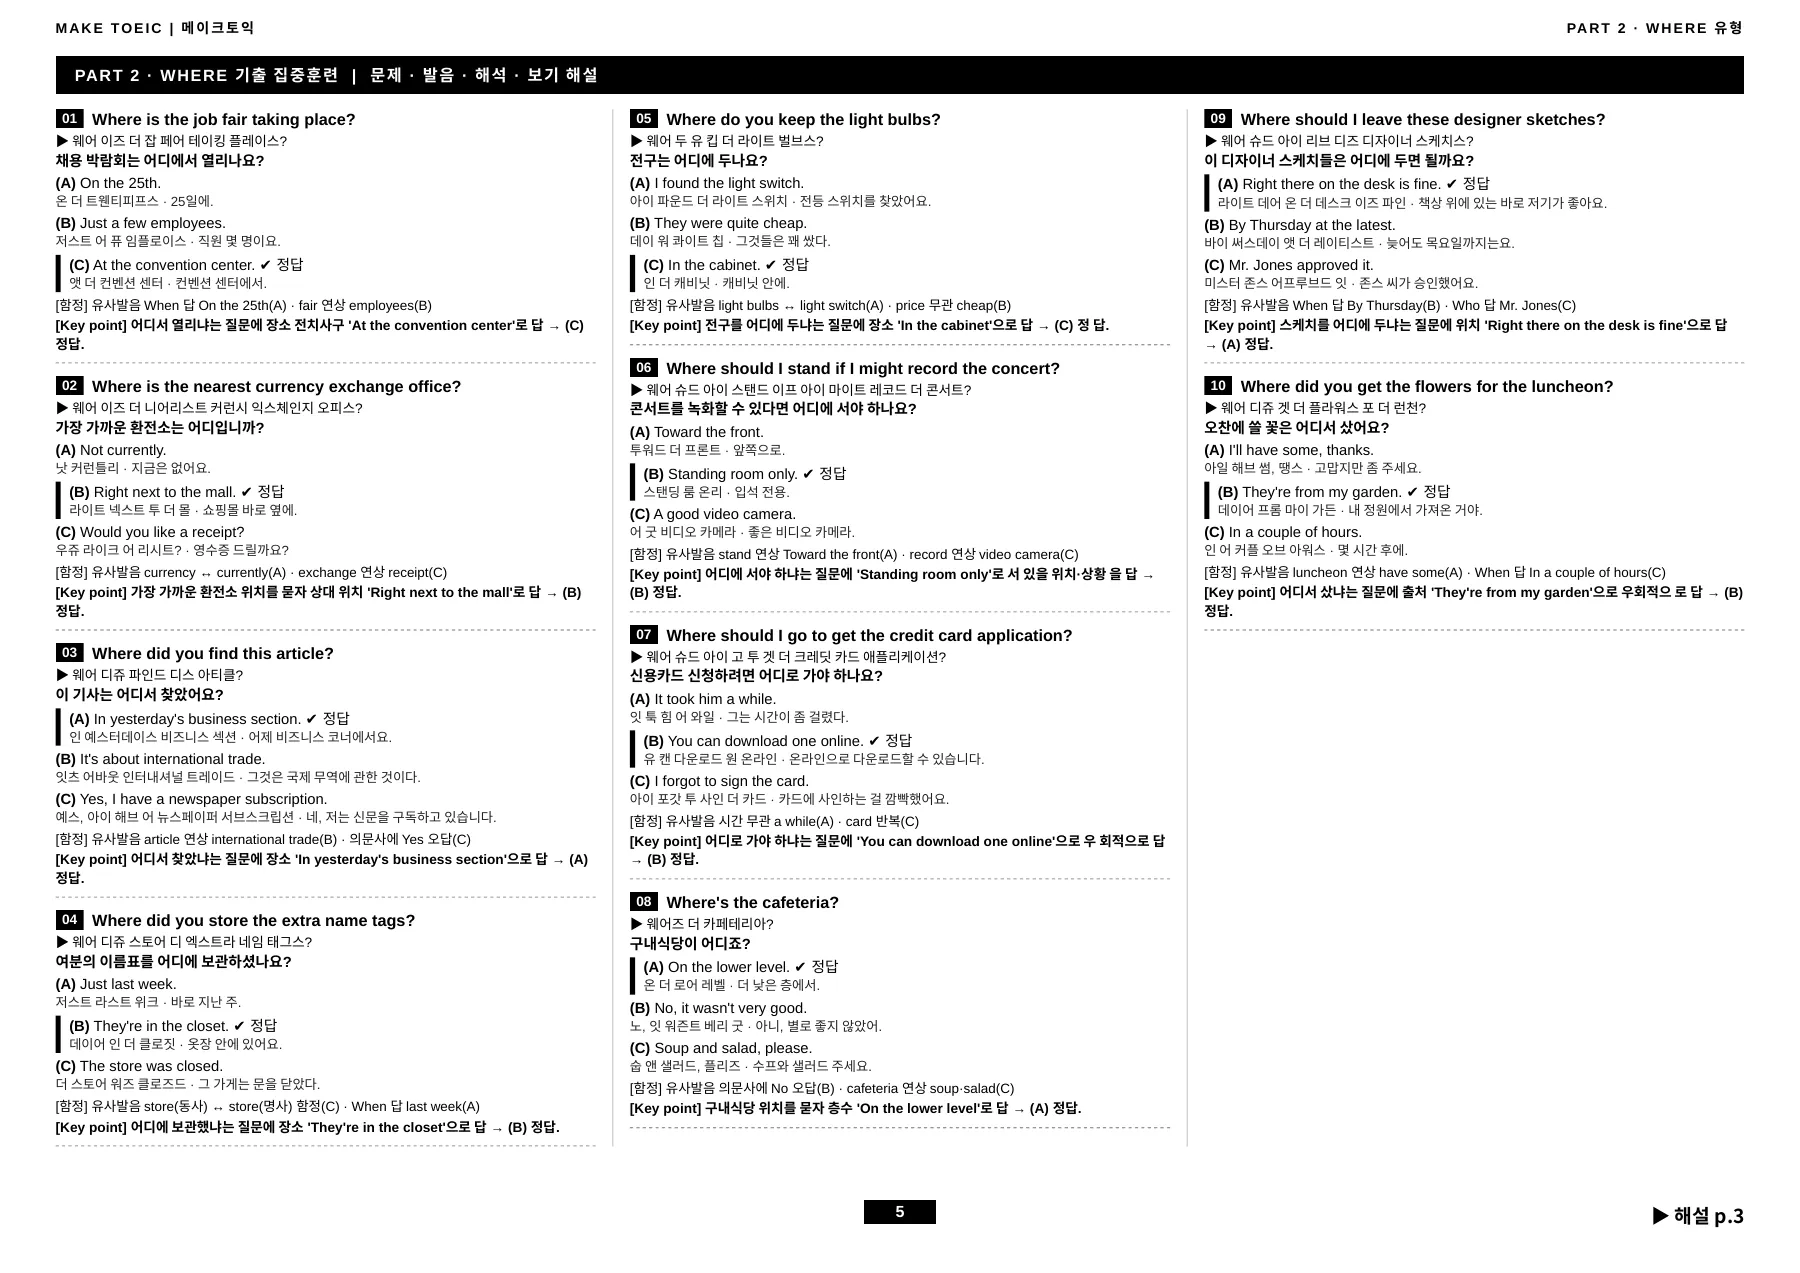 MAKE TOEIC | 메이크토익
PART 2 · WHERE 유형
PART 2 · WHERE 기출 집중훈련 | 문제 · 발음 · 해석 · 보기 해설
01 Where is the job fair taking place?
▶ 웨어 이즈 더 잡 페어 테이킹 플레이스?
채용 박람회는 어디에서 열리나요?
(A) On the 25th.
온 더 트웬티피프스 · 25일에.
(B) Just a few employees.
저스트 어 퓨 임플로이스 · 직원 몇 명이요.
(C) At the convention center. ✔ 정답
앳 더 컨벤션 센터 · 컨벤션 센터에서.
[함정] 유사발음 When 답 On the 25th(A) · fair 연상 employees(B)
[Key point] 어디서 열리냐는 질문에 장소 전치사구 'At the convention center'로 답 → (C)
정답.
02 Where is the nearest currency exchange office?
▶ 웨어 이즈 더 니어리스트 커런시 익스체인지 오피스?
가장 가까운 환전소는 어디입니까?
(A) Not currently.
낫 커런틀리 · 지금은 없어요.
(B) Right next to the mall. ✔ 정답
라이트 넥스트 투 더 몰 · 쇼핑몰 바로 옆에.
(C) Would you like a receipt?
우쥬 라이크 어 리시트? · 영수증 드릴까요?
[함정] 유사발음 currency ↔ currently(A) · exchange 연상 receipt(C)
[Key point] 가장 가까운 환전소 위치를 묻자 상대 위치 'Right next to the mall'로 답 → (B)
정답.
03 Where did you find this article?
▶ 웨어 디쥬 파인드 디스 아티클?
이 기사는 어디서 찾았어요?
(A) In yesterday's business section. ✔ 정답
인 예스터데이스 비즈니스 섹션 · 어제 비즈니스 코너에서요.
(B) It's about international trade.
잇츠 어바웃 인터내셔널 트레이드 · 그것은 국제 무역에 관한 것이다.
(C) Yes, I have a newspaper subscription.
예스, 아이 해브 어 뉴스페이퍼 서브스크립션 · 네, 저는 신문을 구독하고 있습니다.
[함정] 유사발음 article 연상 international trade(B) · 의문사에 Yes 오답(C)
[Key point] 어디서 찾았냐는 질문에 장소 'In yesterday's business section'으로 답 → (A)
정답.
04 Where did you store the extra name tags?
▶ 웨어 디쥬 스토어 디 엑스트라 네임 태그스?
여분의 이름표를 어디에 보관하셨나요?
(A) Just last week.
저스트 라스트 위크 · 바로 지난 주.
(B) They're in the closet. ✔ 정답
데이어 인 더 클로짓 · 옷장 안에 있어요.
(C) The store was closed.
더 스토어 워즈 클로즈드 · 그 가게는 문을 닫았다.
[함정] 유사발음 store(동사) ↔ store(명사) 함정(C) · When 답 last week(A)
[Key point] 어디에 보관했냐는 질문에 장소 'They're in the closet'으로 답 → (B) 정답.
05 Where do you keep the light bulbs?
▶ 웨어 두 유 킵 더 라이트 벌브스?
전구는 어디에 두나요?
(A) I found the light switch.
아이 파운드 더 라이트 스위치 · 전등 스위치를 찾았어요.
(B) They were quite cheap.
데이 워 콰이트 칩 · 그것들은 꽤 쌌다.
(C) In the cabinet. ✔ 정답
인 더 캐비닛 · 캐비닛 안에.
[함정] 유사발음 light bulbs ↔ light switch(A) · price 무관 cheap(B)
[Key point] 전구를 어디에 두냐는 질문에 장소 'In the cabinet'으로 답 → (C) 정 답.
06 Where should I stand if I might record the concert?
▶ 웨어 슈드 아이 스탠드 이프 아이 마이트 레코드 더 콘서트?
콘서트를 녹화할 수 있다면 어디에 서야 하나요?
(A) Toward the front.
투워드 더 프론트 · 앞쪽으로.
(B) Standing room only. ✔ 정답
스탠딩 룸 온리 · 입석 전용.
(C) A good video camera.
어 굿 비디오 카메라 · 좋은 비디오 카메라.
[함정] 유사발음 stand 연상 Toward the front(A) · record 연상 video camera(C)
[Key point] 어디에 서야 하냐는 질문에 'Standing room only'로 서 있을 위치·상황 을 답 →
(B) 정답.
07 Where should I go to get the credit card application?
▶ 웨어 슈드 아이 고 투 겟 더 크레딧 카드 애플리케이션?
신용카드 신청하려면 어디로 가야 하나요?
(A) It took him a while.
잇 툭 힘 어 와일 · 그는 시간이 좀 걸렸다.
(B) You can download one online. ✔ 정답
유 캔 다운로드 원 온라인 · 온라인으로 다운로드할 수 있습니다.
(C) I forgot to sign the card.
아이 포갓 투 사인 더 카드 · 카드에 사인하는 걸 깜빡했어요.
[함정] 유사발음 시간 무관 a while(A) · card 반복(C)
[Key point] 어디로 가야 하냐는 질문에 'You can download one online'으로 우 회적으로 답
→ (B) 정답.
08 Where's the cafeteria?
▶ 웨어즈 더 카페테리아?
구내식당이 어디죠?
(A) On the lower level. ✔ 정답
온 더 로어 레벨 · 더 낮은 층에서.
(B) No, it wasn't very good.
노, 잇 워즌트 베리 굿 · 아니, 별로 좋지 않았어.
(C) Soup and salad, please.
숩 앤 샐러드, 플리즈 · 수프와 샐러드 주세요.
[함정] 유사발음 의문사에 No 오답(B) · cafeteria 연상 soup·salad(C)
[Key point] 구내식당 위치를 묻자 층수 'On the lower level'로 답 → (A) 정답.
09 Where should I leave these designer sketches?
▶ 웨어 슈드 아이 리브 디즈 디자이너 스케치스?
이 디자이너 스케치들은 어디에 두면 될까요?
(A) Right there on the desk is fine. ✔ 정답
라이트 데어 온 더 데스크 이즈 파인 · 책상 위에 있는 바로 저기가 좋아요.
(B) By Thursday at the latest.
바이 써스데이 앳 더 레이티스트 · 늦어도 목요일까지는요.
(C) Mr. Jones approved it.
미스터 존스 어프루브드 잇 · 존스 씨가 승인했어요.
[함정] 유사발음 When 답 By Thursday(B) · Who 답 Mr. Jones(C)
[Key point] 스케치를 어디에 두냐는 질문에 위치 'Right there on the desk is fine'으로 답
→ (A) 정답.
10 Where did you get the flowers for the luncheon?
▶ 웨어 디쥬 겟 더 플라워스 포 더 런천?
오찬에 쓸 꽃은 어디서 샀어요?
(A) I'll have some, thanks.
아일 해브 썸, 땡스 · 고맙지만 좀 주세요.
(B) They're from my garden. ✔ 정답
데이어 프롬 마이 가든 · 내 정원에서 가져온 거야.
(C) In a couple of hours.
인 어 커플 오브 아워스 · 몇 시간 후에.
[함정] 유사발음 luncheon 연상 have some(A) · When 답 In a couple of hours(C)
[Key point] 어디서 샀냐는 질문에 출처 'They're from my garden'으로 우회적으 로 답 → (B)
정답.
5
▶ 해설 p.3